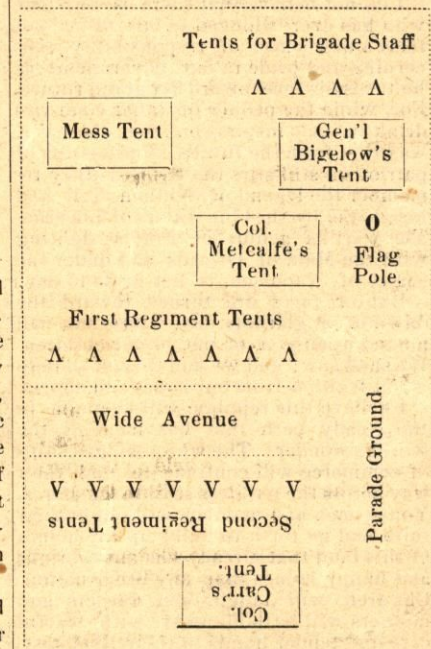 Tents for Brigade Staff
Λ Λ Λ Λ
Mess Tent
Gen'l
Bigelow's
Tent
Col.
Metcalfe's
Tent
O
Flag
Pole.
First Regiment Tents
Λ Λ Λ Λ Λ Λ Λ
Wide Avenue
V V V V V V V
Second Regiment Tents
Col.
Carr's
Tent.
Parade Ground.